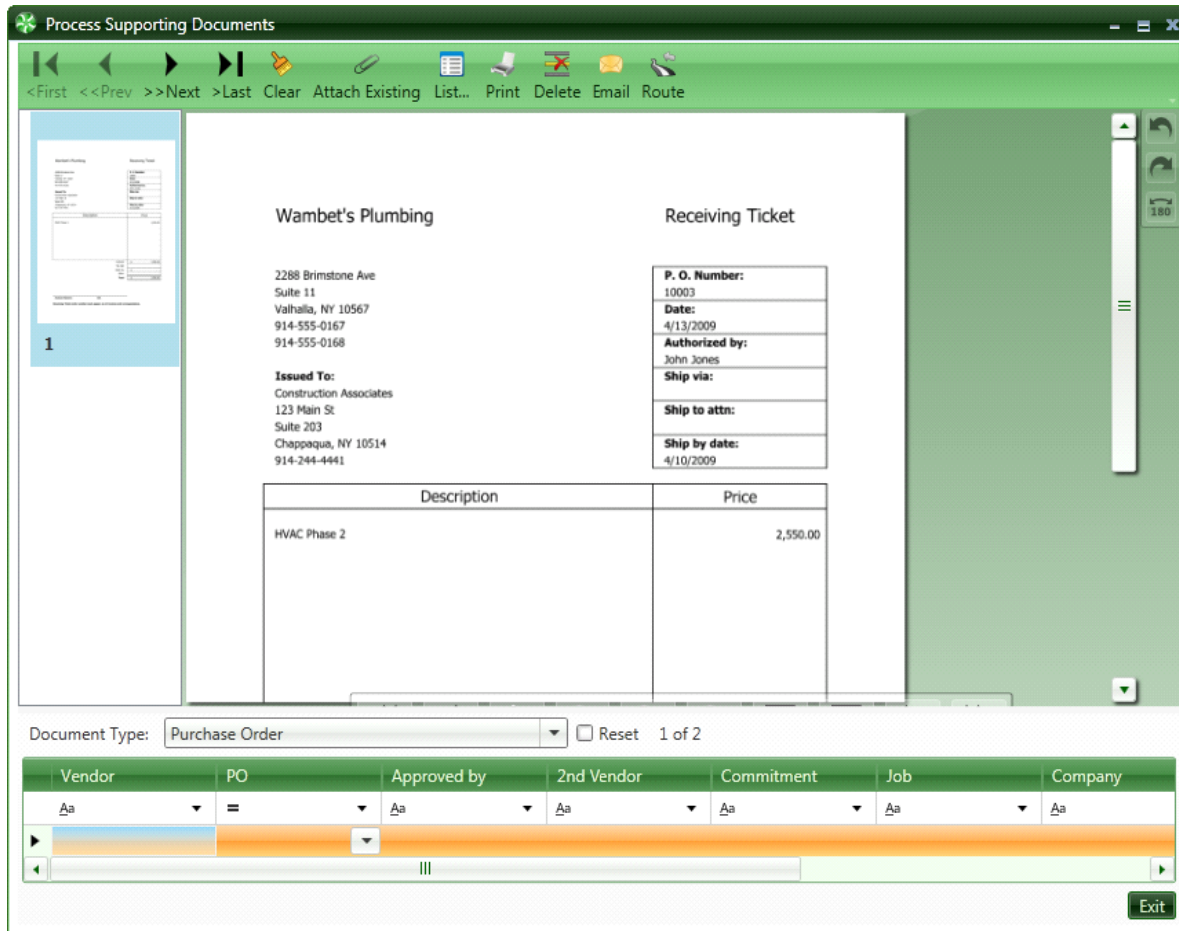 Process Supporting Documents
<First <<Prev >>Next >Last Clear Attach Existing List... Print Delete Email Route
180
1
Wambet's Plumbing Receiving Ticket
2288 Brimstone Ave
Suite 11
Valhalla, NY 10567
914-555-0167
914-555-0168
Issued To:
Construction Associates
123 Main St
Suite 203
Chappaqua, NY 10514
914-244-4441
P. O. Number:
10003
Date:
4/13/2009
Authorized by:
John Jones
Ship via:
Ship to attn:
Ship by date:
4/10/2009
Description Price
HVAC Phase 2 2,550.00
Document Type: Purchase Order Reset 1 of 2
Vendor PO Approved by 2nd Vendor Commitment Job Company
Aa = Aa Aa Aa Aa Aa
Exit